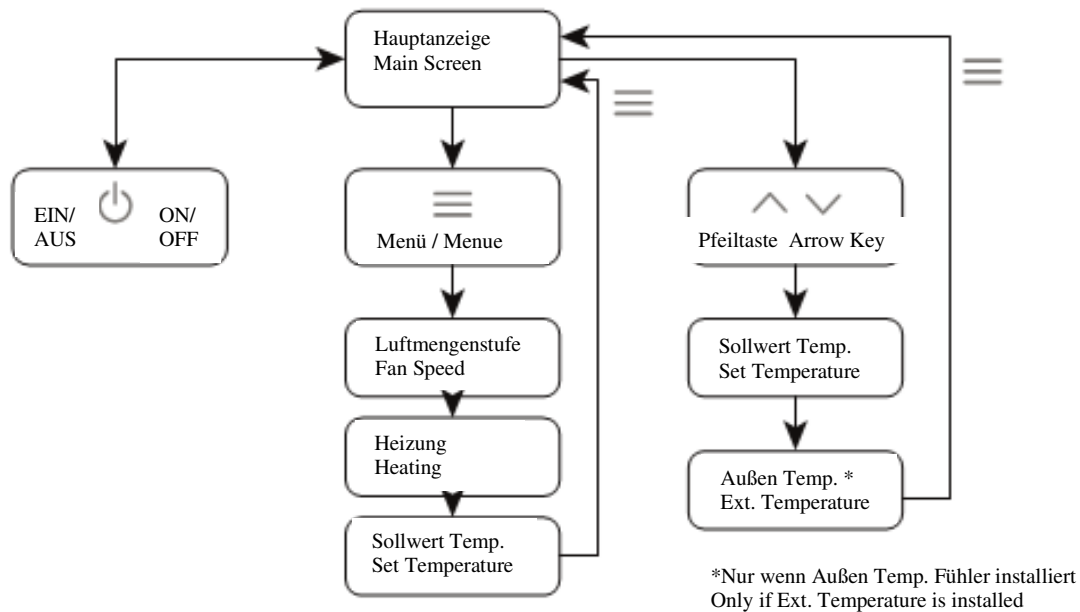 Hauptanzeige
Main Screen
EIN/ ON/
AUS OFF
Menü / Menue
Pfeiltaste Arrow Key
Luftmengenstufe
Fan Speed
Heizung
Heating
Sollwert Temp.
Set Temperature
Sollwert Temp.
Set Temperature
Außen Temp. *
Ext. Temperature
*Nur wenn Außen Temp. Fühler installiert
Only if Ext. Temperature is installed